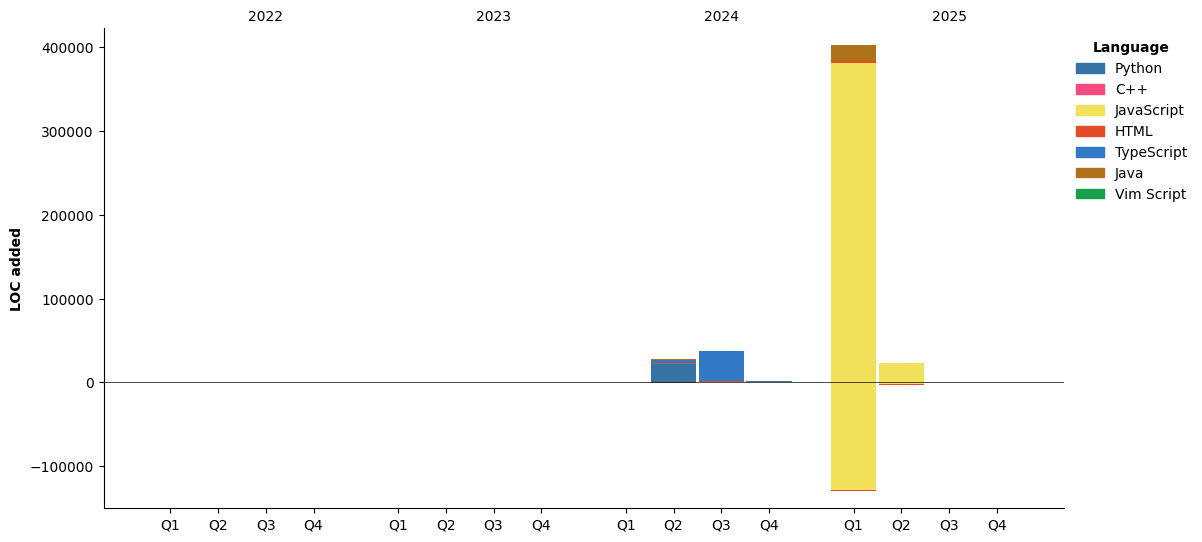 2022 2023 2024 2025
Language
Python
C++
JavaScript
HTML
TypeScript
Java
Vim Script
LOC added
400000
300000
200000
100000
0
−100000
Q1 Q2 Q3 Q4 Q1 Q2 Q3 Q4 Q1 Q2 Q3 Q4 Q1 Q2 Q3 Q4